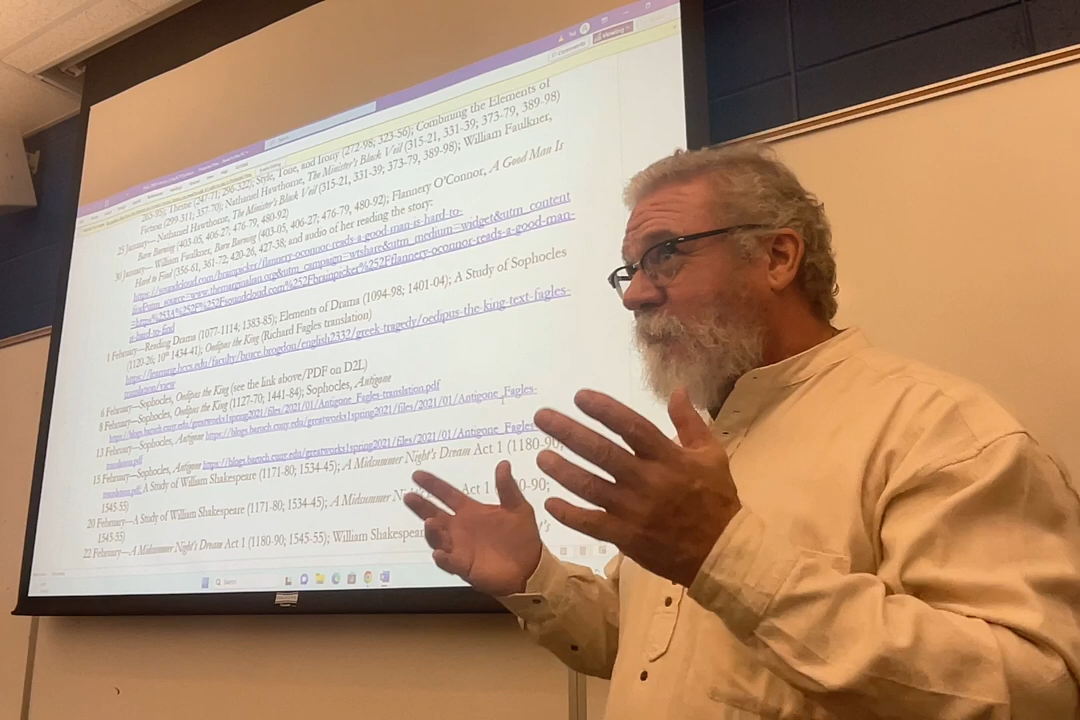 Comments
Viewing
265-95); Theme (247-71; 296-322); Style, Tone, and Irony (272-98; 323-56); Combining the Elements of
Fiction (299-311; 357-70); Nathaniel Hawthorne, The Minister's Black Veil (315-21, 331-39; 373-79, 389-98)
25 January—Nathaniel Hawthorne, The Minister's Black Veil (315-21, 331-39; 373-79, 389-98); William Faulkner,
Barn Burning (403-05, 406-27; 476-79, 480-92)
30 January— William Faulkner, Barn Burning (403-05, 406-27; 476-79, 480-92); Flannery O'Connor, A Good Man Is
Hard to Find (356-61, 361-72; 420-26, 427-38; and audio of her reading the story:
https://soundcloud.com/brainpicker/flannery-oconnor-reads-a-good-man-is-hard-to-
find?utm_source=www.themarginalian.org&utm_campaign=wtshare&utm_medium=widget&utm_content
=https%253A%252F%252Fsoundcloud.com%252Fbrainpicker%252Fflannery-oconnor-reads-a-good-man-
is-hard-to-find
1 February—Reading Drama (1077-1114; 1383-85); Elements of Drama (1094-98; 1401-04); A Study of Sophocles
(1120-26; 10th 1434-41); Oedipus the King (Richard Fagles translation)
https://learning.hccs.edu/faculty/bruce.brogdon/english2332/greek-tragedy/oedipus-the-king-text-fagles-
translation/view
6 February—Sophocles, Oedipus the King (see the link above/PDF on D2L)
8 February—Sophocles, Oedipus the King (1127-70; 1441-84); Sophocles, Antigone
https://blogs.baruch.cuny.edu/greatworks1spring2021/files/2021/01/Antigone_Fagles-translation.pdf
13 February—Sophocles, Antigone https://blogs.baruch.cuny.edu/greatworks1spring2021/files/2021/01/Antigone_Fagles-
translation.pdf
15 February—Sophocles, Antigone https://blogs.baruch.cuny.edu/greatworks1spring2021/files/2021/01/Antigone_Fagles-
translation.pdf; A Study of William Shakespeare (1171-80; 1534-45); A Midsummer Night's Dream Act 1 (1180-90;
1545-55)
20 February—A Study of William Shakespeare (1171-80; 1534-45); A Midsummer Act 1 (1180-90;
1545-55)
22 February—A Midsummer Night's Dream Act 1 (1180-90; 1545-55); William
Search